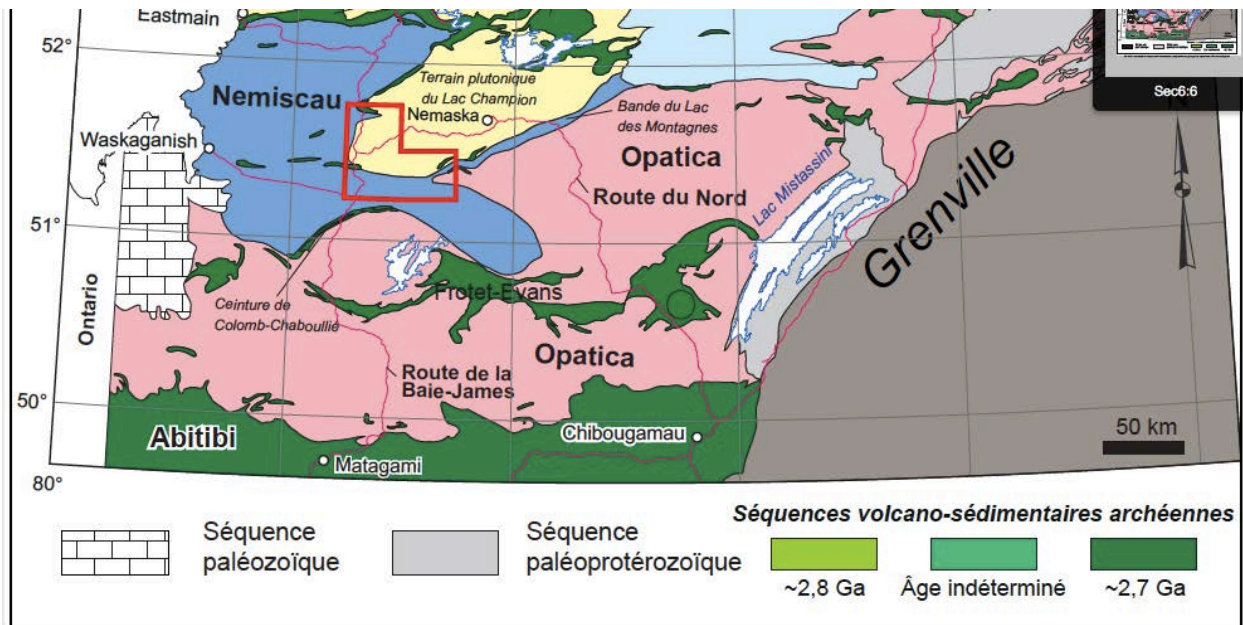 Eastmain
52°
Sec6:6
N
Terrain plutonique
du Lac Champion
Nemiscau
Nemaska
Bande du Lac
des Montagnes
Waskaganish
Opatica
Route du Nord
Lac Mistassini
Grenville
51°
Ontario
Ceinture de
Colomb-Chaboullié
Frotet-Evans
Opatica
Route de la
Baie-James
50°
Abitibi
Chibougamau
50 km
Matagami
80°
Séquence
paléozoïque
Séquence
paléoprotérozoïque
Séquences volcano-sédimentaires archéennes
~2,8 Ga
Âge indéterminé
~2,7 Ga